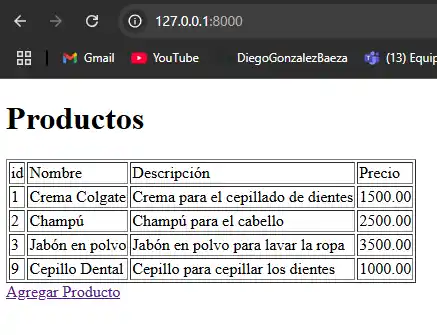 127.0.0.1:8000
Gmail YouTube DiegoGonzalezBaeza (13) Equip
Productos
id Nombre Descripción Precio
1 Crema Colgate Crema para el cepillado de dientes 1500.00
2 Champú Champú para el cabello 2500.00
3 Jabón en polvo Jabón en polvo para lavar la ropa 3500.00
9 Cepillo Dental Cepillo para cepillar los dientes 1000.00
Agregar Producto